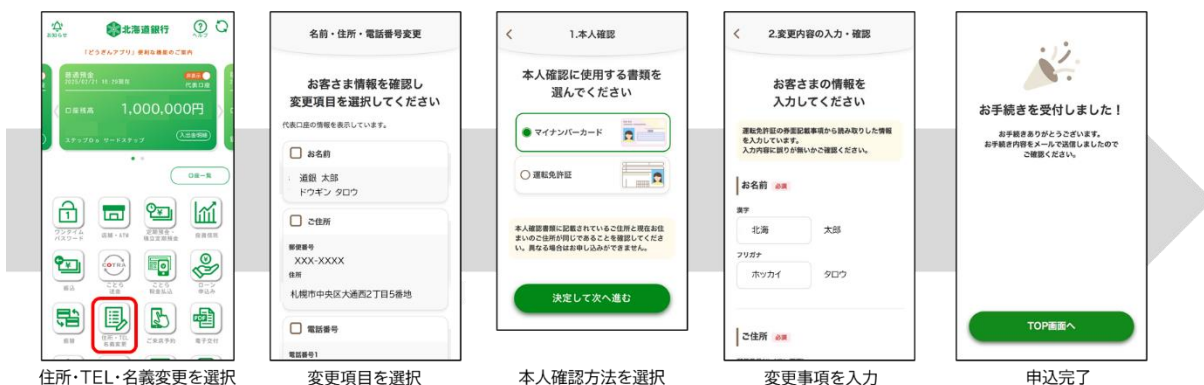 お知らせ
北海道銀行
ヘルプ
「どうぎんアプリ」便利な機能のご案内
普通預金
代表口座
口座残高
1,000,000円
ステップDo サードステップ
入出金明細
口座一覧
ワンタイム
パスワード
店舗・ATM
定期預金・
積立定期預金
投資信託
振込
COTRA
ことら
送金
ことら
税金払込
ローン
申込み
振替
住所・TEL
名義変更
ご来店予約
PDF
電子交付
住所・TEL・名義変更を選択
名前・住所・電話番号変更
お客さま情報を確認し
変更項目を選択してください
代表口座の情報を表示しています。
お名前
道銀 太郎
ドウギン タロウ
ご住所
郵便番号
XXX-XXXX
住所
札幌市中央区大通西2丁目5番地
電話番号
電話番号1
変更項目を選択
1.本人確認
本人確認に使用する書類を
選んでください
マイナンバーカード
運転免許証
本人確認書類に記載されているご住所と現在お住
まいのご住所が同じであることを確認してくださ
い。異なる場合はお申し込みができません。
決定して次へ進む
本人確認方法を選択
2.変更内容の入力・確認
お客さまの情報を
入力してください
運転免許証の券面記載事項から読み取りした情報
を入力しています。
入力内容に誤りが無いかご確認ください。
お名前 必須
漢字
北海 太郎
フリガナ
ホッカイ タロウ
ご住所 必須
変更事項を入力
お手続きを受付しました！
お手続きありがとうございます。
お手続き内容をメールで送信しましたので
ご確認ください。
TOP画面へ
申込完了